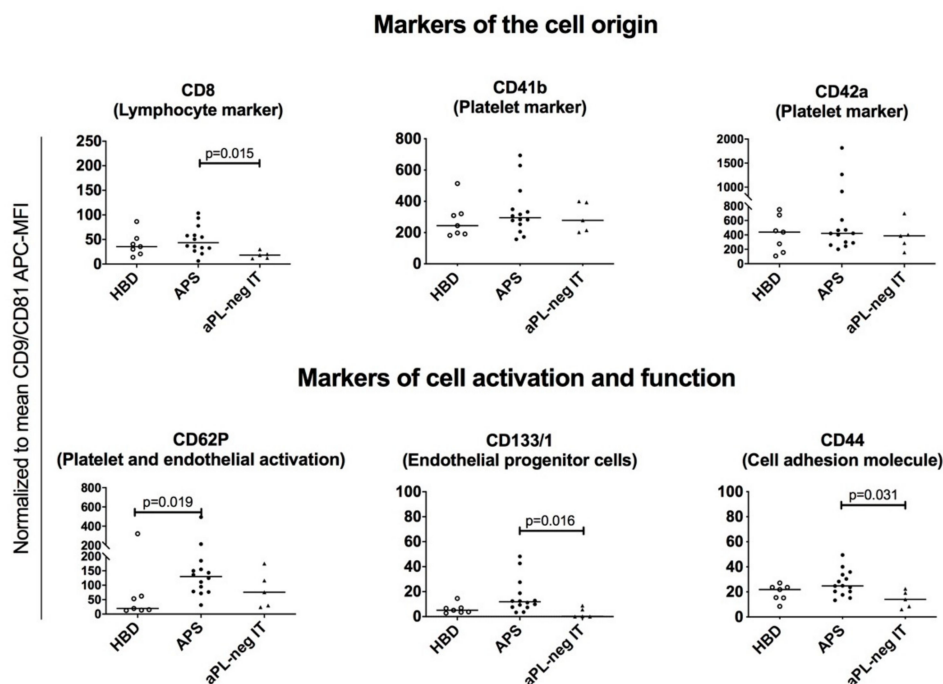 Markers of the cell origin
CD8
(Lymphocyte marker)
CD41b
(Platelet marker)
CD42a
(Platelet marker)
Normalized to mean CD9/CD81 APC-MFI
250
200
150
100
50
0
p=0.015
HBD
APS
aPL-neg IT
800
600
400
200
0
HBD
APS
aPL-neg IT
2000
1500
1000
800
600
400
200
0
HBD
APS
aPL-neg IT
Markers of cell activation and function
CD62P
(Platelet and endothelial activation)
CD133/1
(Endothelial progenitor cells)
CD44
(Cell adhesion molecule)
800
600
400
200
200
150
100
50
0
p=0.019
HBD
APS
aPL-neg IT
100
80
60
40
20
0
p=0.016
HBD
APS
aPL-neg IT
100
80
60
40
20
0
p=0.031
HBD
APS
aPL-neg IT